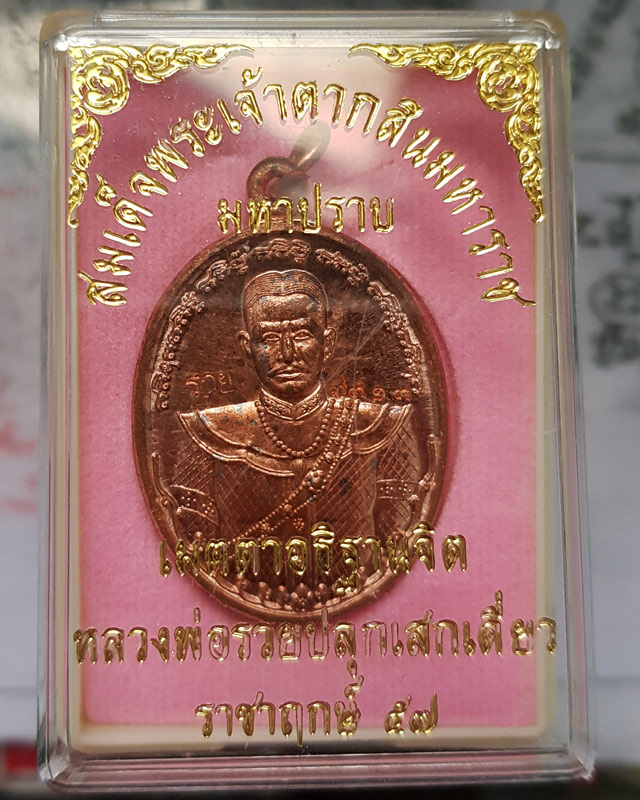 สมเด็จพระเจ้าตากสินมหาราช
มหาปราบ
รวย
เมตตาอธิฐานจิต
หลวงพ่อรวยปลุกเสกเดี่ยว
ราชาฤกษ์ ๕๗